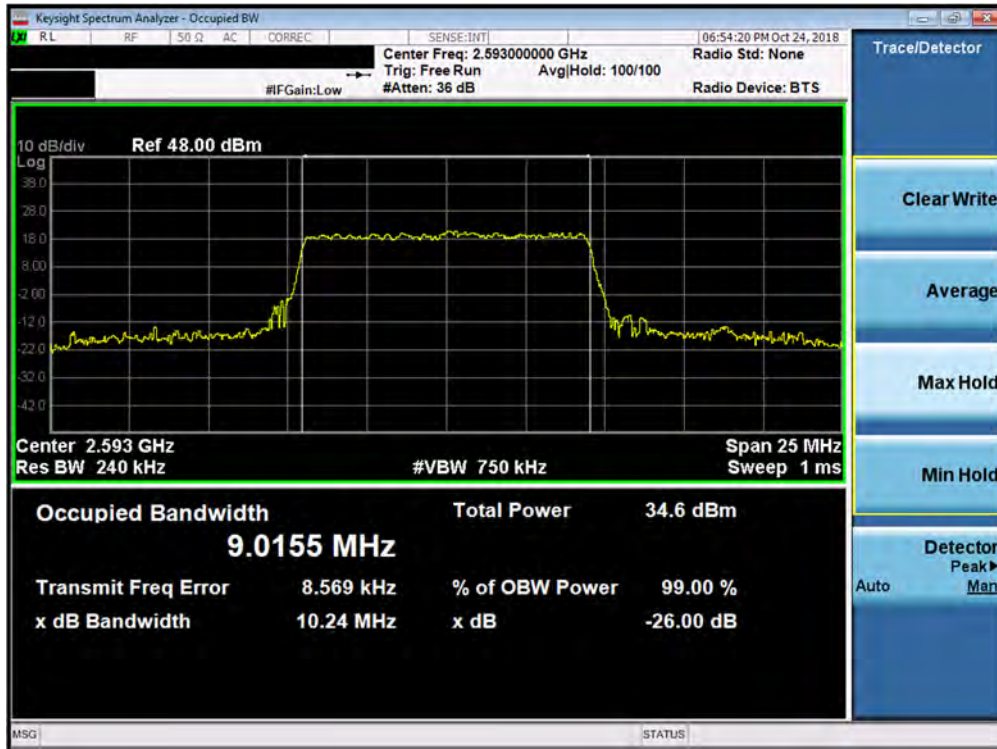 Keysight Spectrum Analyzer - Occupied BW
LXI RL RF 50 Ω AC CORREC SENSE:INT 06:54:20 PM Oct 24, 2018
Center Freq: 2.593000000 GHz Radio Std: None
Trig: Free Run Avg|Hold: 100/100
#IFGain:Low #Atten: 36 dB Radio Device: BTS
Trace/Detector
10 dB/div Ref 48.00 dBm
Log
38.0
28.0
18.0
8.00
-2.00
-12.0
-22.0
-32.0
-42.0
Center 2.593 GHz Span 25 MHz
Res BW 240 kHz #VBW 750 kHz Sweep 1 ms
Clear Write
Average
Max Hold
Min Hold
Detector
Peak▶
Auto Man
Occupied Bandwidth Total Power 34.6 dBm
9.0155 MHz
Transmit Freq Error 8.569 kHz % of OBW Power 99.00 %
x dB Bandwidth 10.24 MHz x dB -26.00 dB
MSG STATUS